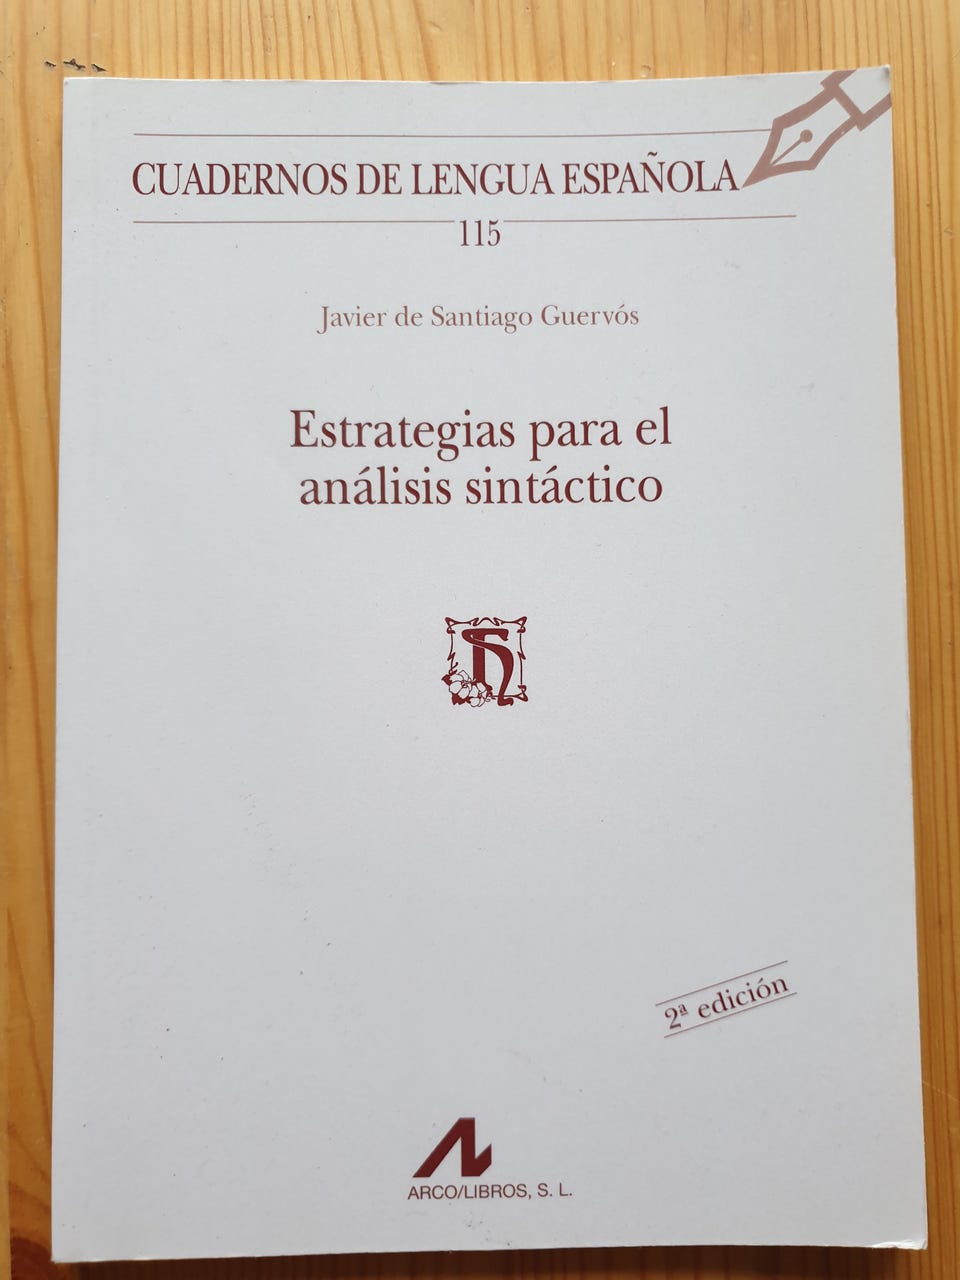 CUADERNOS DE LENGUA ESPAÑOLA
115
Javier de Santiago Guervós
Estrategias para el
análisis sintáctico
2ª edición
ARCO/LIBROS, S. L.